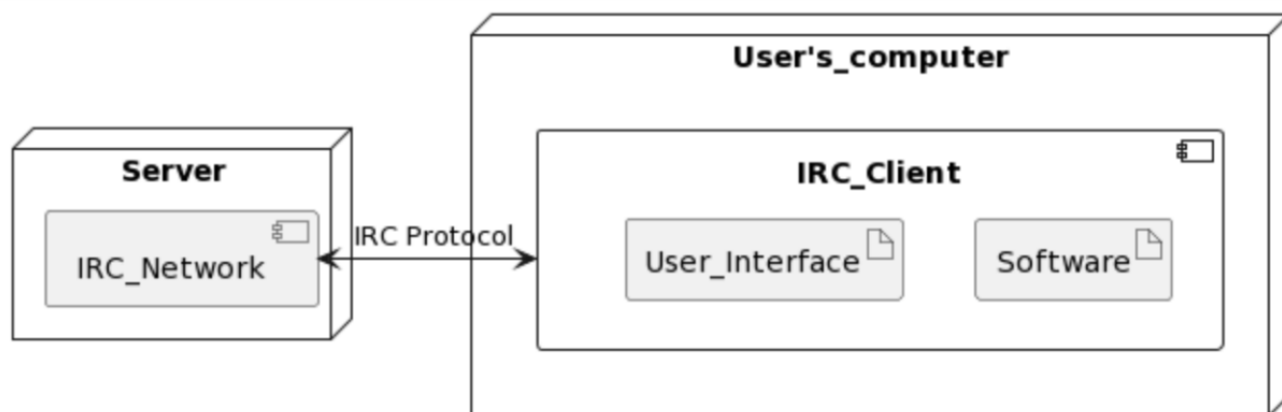 User's_computer
Server
IRC_Client
IRC_Network
IRC Protocol
User_Interface
Software